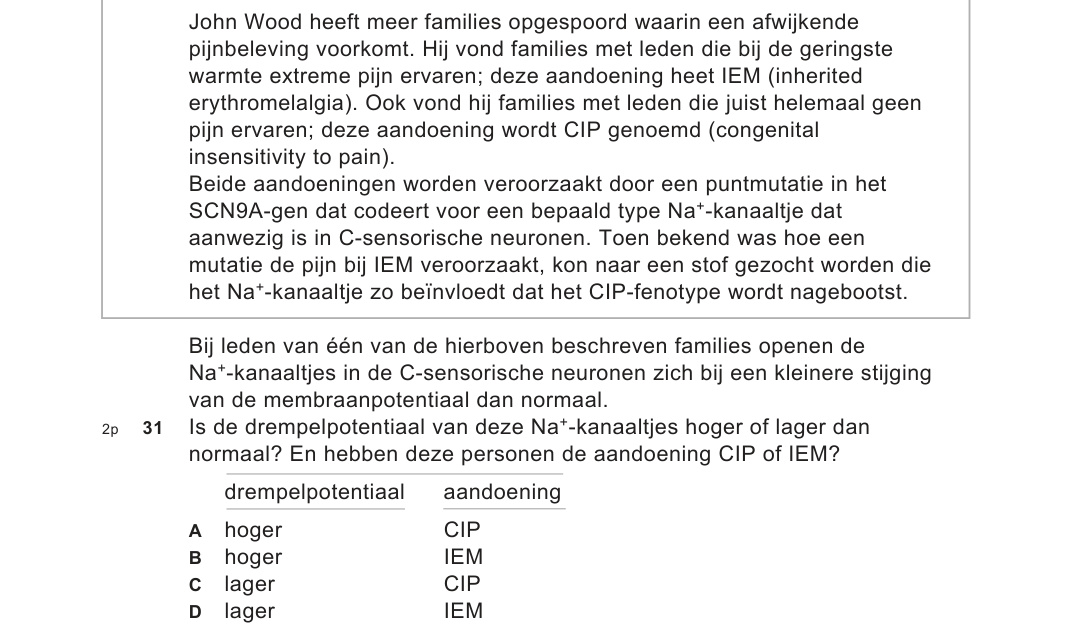 John Wood heeft meer families opgespoord waarin een afwijkende
pijnbeleving voorkomt. Hij vond families met leden die bij de geringste
warmte extreme pijn ervaren; deze aandoening heet IEM (inherited
erythromelalgia). Ook vond hij families met leden die juist helemaal geen
pijn ervaren; deze aandoening wordt CIP genoemd (congenital
insensitivity to pain).
Beide aandoeningen worden veroorzaakt door een puntmutatie in het
SCN9A-gen dat codeert voor een bepaald type Na⁺-kanaaltje dat
aanwezig is in C-sensorische neuronen. Toen bekend was hoe een
mutatie de pijn bij IEM veroorzaakt, kon naar een stof gezocht worden die
het Na⁺-kanaaltje zo beïnvloedt dat het CIP-fenotype wordt nagebootst.
Bij leden van één van de hierboven beschreven families openen de
Na⁺-kanaaltjes in de C-sensorische neuronen zich bij een kleinere stijging
van de membraanpotentiaal dan normaal.
2p 31 Is de drempelpotentiaal van deze Na⁺-kanaaltjes hoger of lager dan
normaal? En hebben deze personen de aandoening CIP of IEM?
drempelpotentiaal aandoening
A hoger CIP
B hoger IEM
C lager CIP
D lager IEM